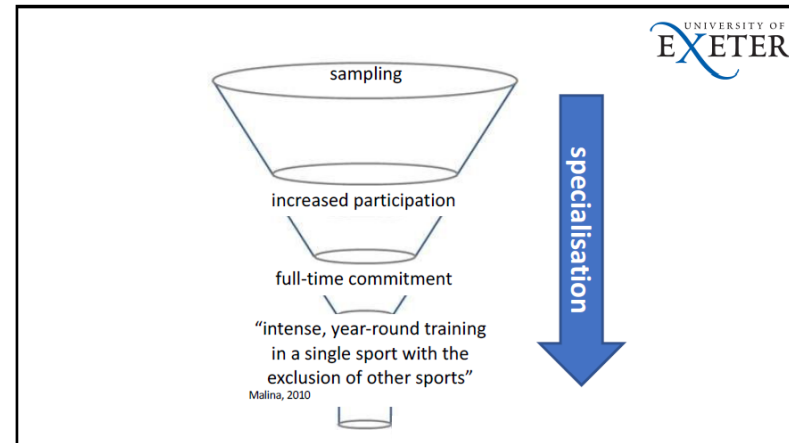 UNIVERSITY OF
EXETER
sampling
increased participation
full-time commitment
“intense, year-round training
in a single sport with the
exclusion of other sports”
Malina, 2010
specialisation